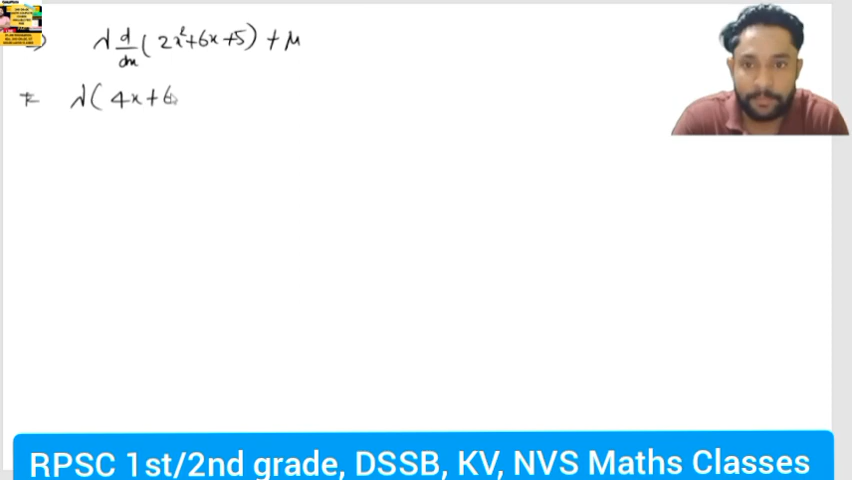 λ d/dx (2x²+6x+5) + μ
λ(4x+6
RPSC 1st/2nd grade, DSSB, KV, NVS Maths Classes